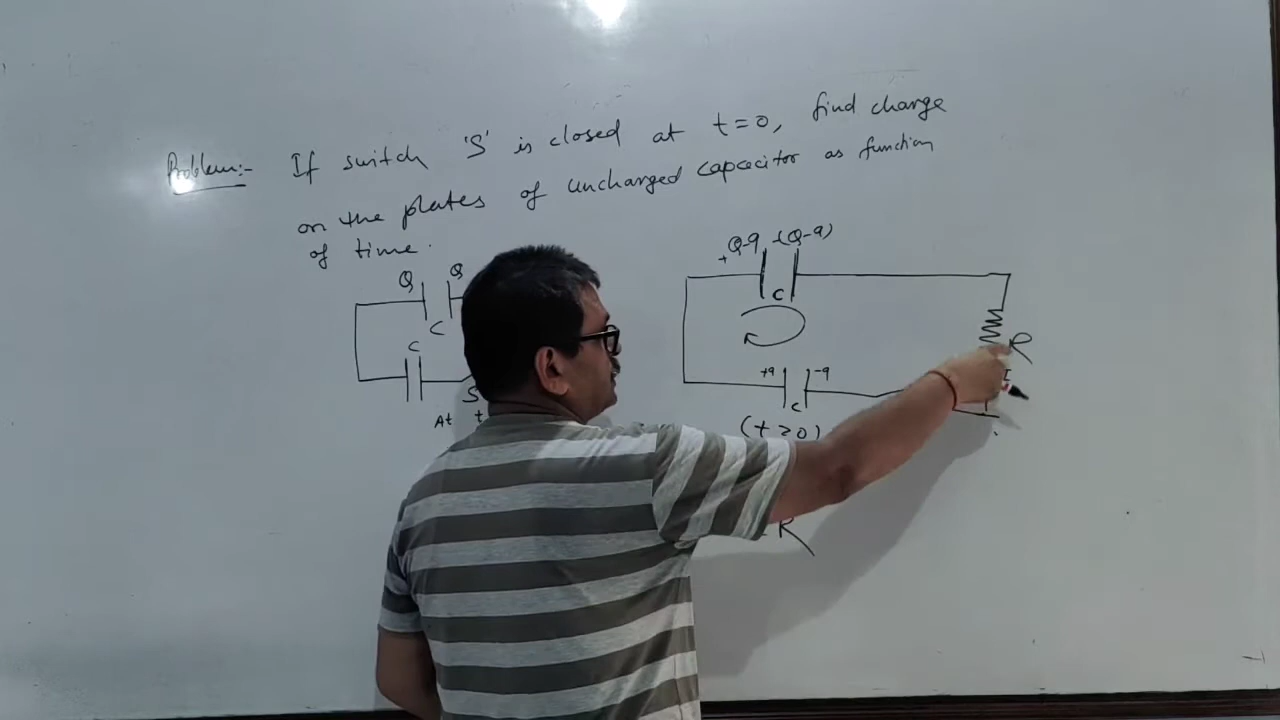 Problem:- If switch 'S' is closed at t=0, find charge
on the plates of uncharged capacitor as function
of time.
Q Q
C
C
S
At t
+ Q-q -(Q-q)
C
R
I
+q -q
C
(t≥0)
R